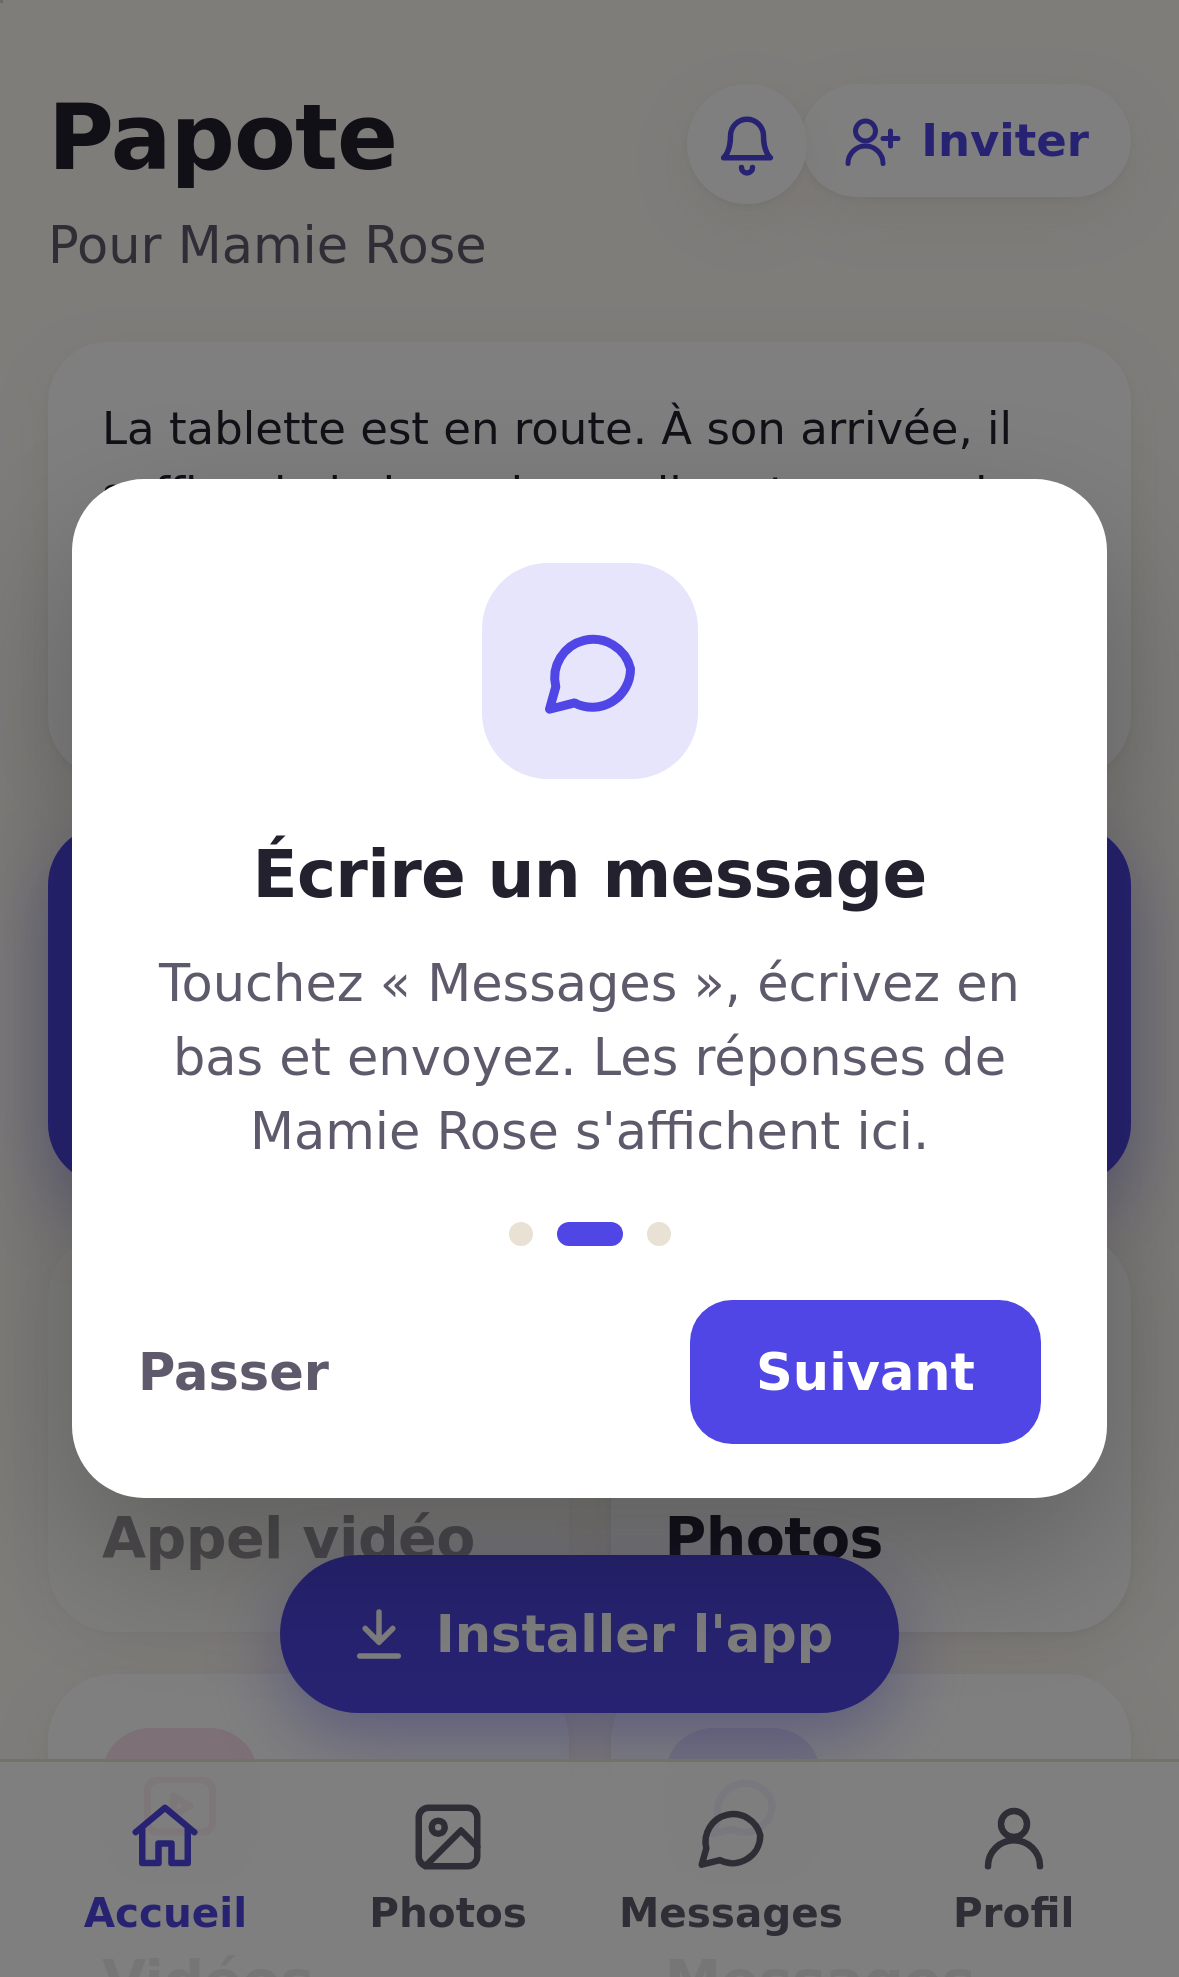 Papote
Inviter
Pour Mamie Rose
La tablette est en route. À son arrivée, il
Écrire un message
Touchez « Messages », écrivez en
bas et envoyez. Les réponses de
Mamie Rose s'affichent ici.
Passer
Suivant
Appel vidéo
Photos
Installer l'app
Accueil
Photos
Messages
Profil
Vidéos
Messages